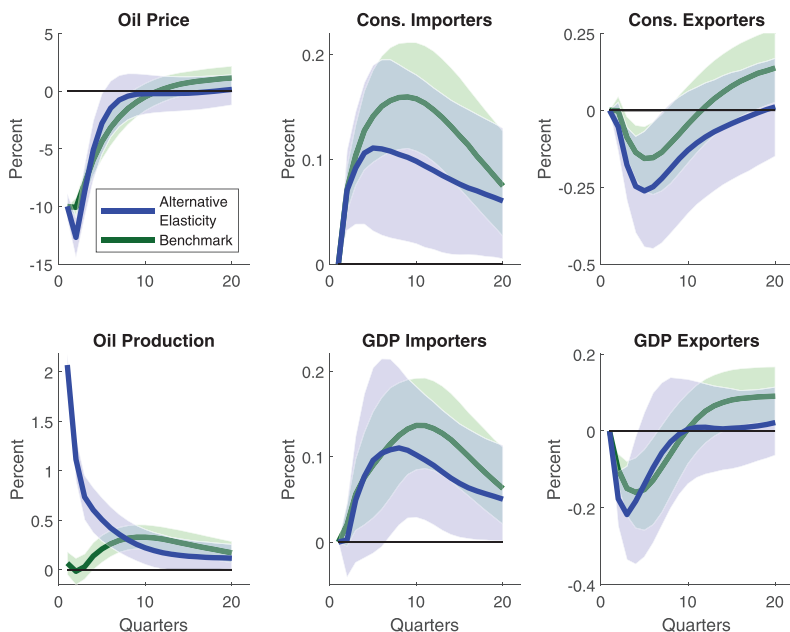 Oil Price
Cons. Importers
Cons. Exporters
5
0
-5
-10
-15
Percent
Alternative
Elasticity
Benchmark
0 10 20
0.2
0.1
0
Percent
0 10 20
0.25
0
-0.25
-0.5
Percent
0 10 20
Oil Production
GDP Importers
GDP Exporters
2
1.5
1
0.5
0
Percent
0 10 20
Quarters
0.2
0.1
0
Percent
0 10 20
Quarters
0.2
0
-0.2
-0.4
Percent
0 10 20
Quarters